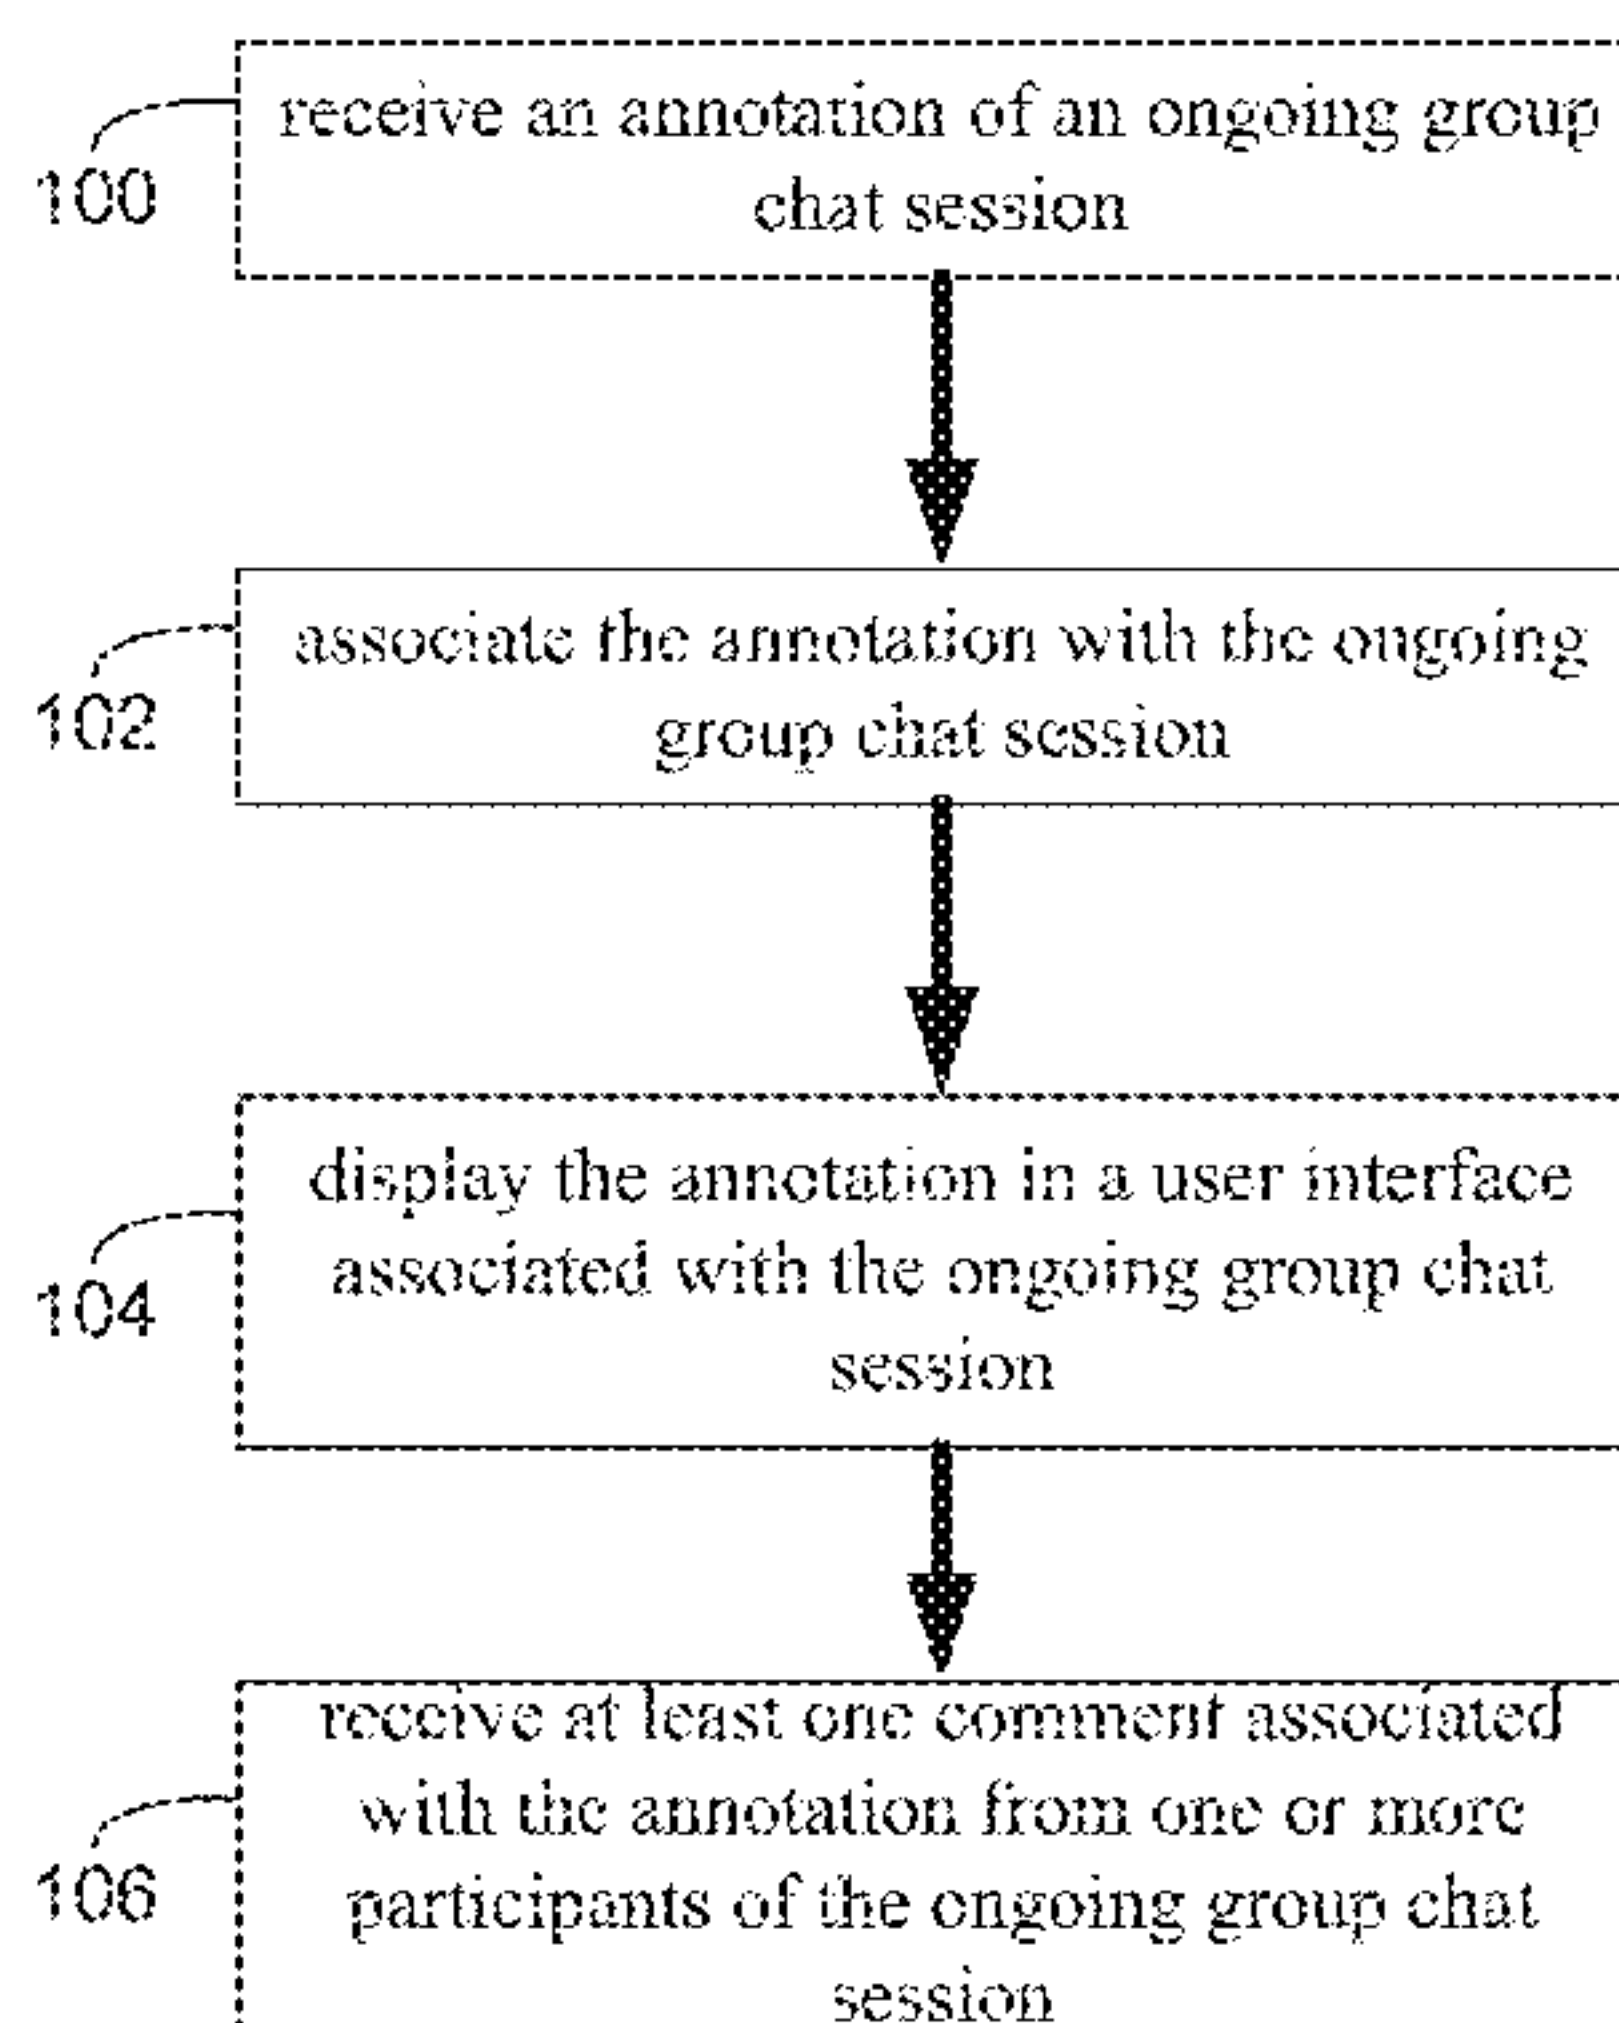 receive an annotation of an ongoing group
chat session
100
associate the annotation with the ongoing
group chat session
102
display the annotation in a user interface
associated with the ongoing group chat
session
104
receive at least one comment associated
with the annotation from one or more
participants of the ongoing group chat
session
106